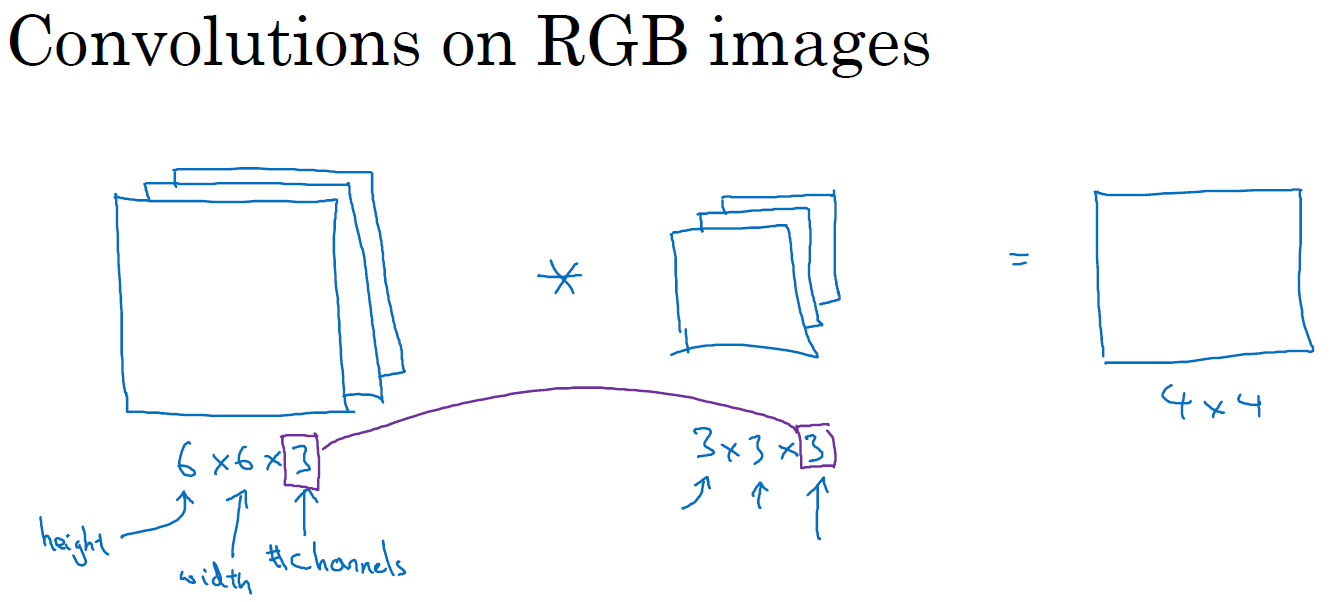 Convolutions on RGB images
* =
4 × 4
6 × 6 × 3
3 × 3 × 3
height
width
#channels